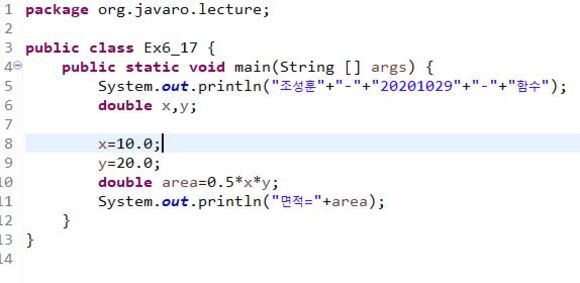 1 package org.javaro.lecture;
2
3 public class Ex6_17 {
4 public static void main(String [] args) {
5 System.out.println("조성훈"+"-"+"20201029"+"-"+"함수");
6 double x,y;
7
8 x=10.0;
9 y=20.0;
10 double area=0.5*x*y;
11 System.out.println("면적="+area);
12 }
13 }
14